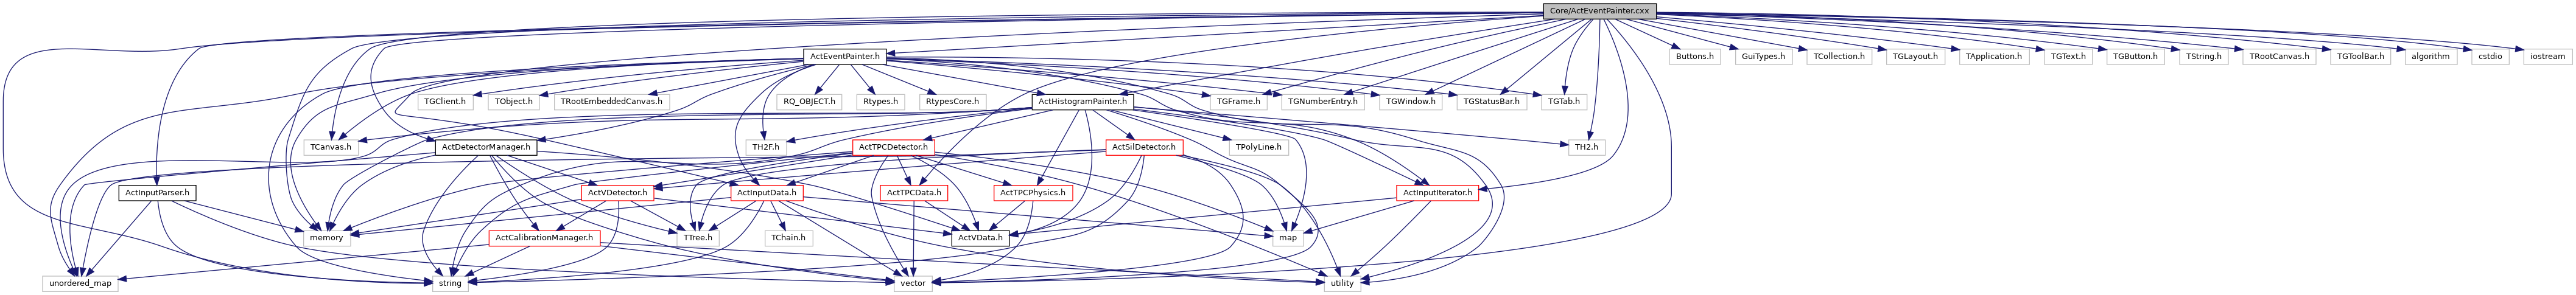 Core/ActEventPainter.cxx
ActEventPainter.h
Buttons.h
GuiTypes.h
TCollection.h
TGLayout.h
TApplication.h
TGText.h
TGButton.h
TString.h
TRootCanvas.h
TGToolBar.h
algorithm
cstdio
iostream
TGClient.h
TObject.h
TRootEmbeddedCanvas.h
RQ_OBJECT.h
Rtypes.h
RtypesCore.h
ActHistogramPainter.h
TGFrame.h
TGNumberEntry.h
TGWindow.h
TGStatusBar.h
TGTab.h
TCanvas.h
ActDetectorManager.h
TH2F.h
ActTPCDetector.h
ActSilDetector.h
TPolyLine.h
TH2.h
ActInputParser.h
ActVDetector.h
ActInputData.h
ActTPCData.h
ActTPCPhysics.h
ActInputIterator.h
memory
ActCalibrationManager.h
TTree.h
TChain.h
ActVData.h
map
unordered_map
string
vector
utility